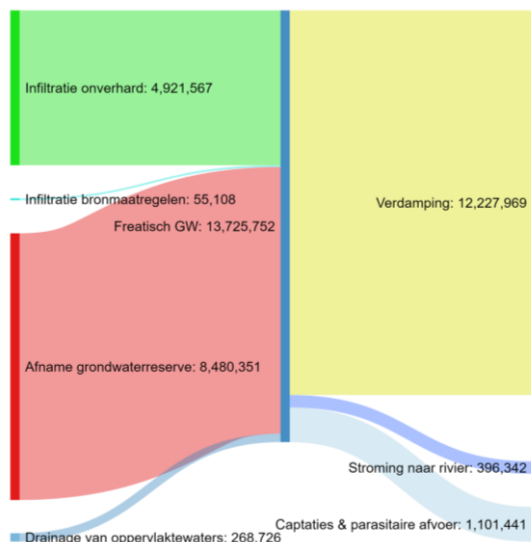 Infiltratie onverhard: 4,921,567
Infiltratie bronmaatregelen: 55,108
Verdamping: 12,227,969
Freatisch GW: 13,725,752
Afname grondwaterreserve: 8,480,351
Stroming naar rivier: 396,342
Captaties & parasitaire afvoer: 1,101,441
Drainage van oppervlaktewaters: 268,726